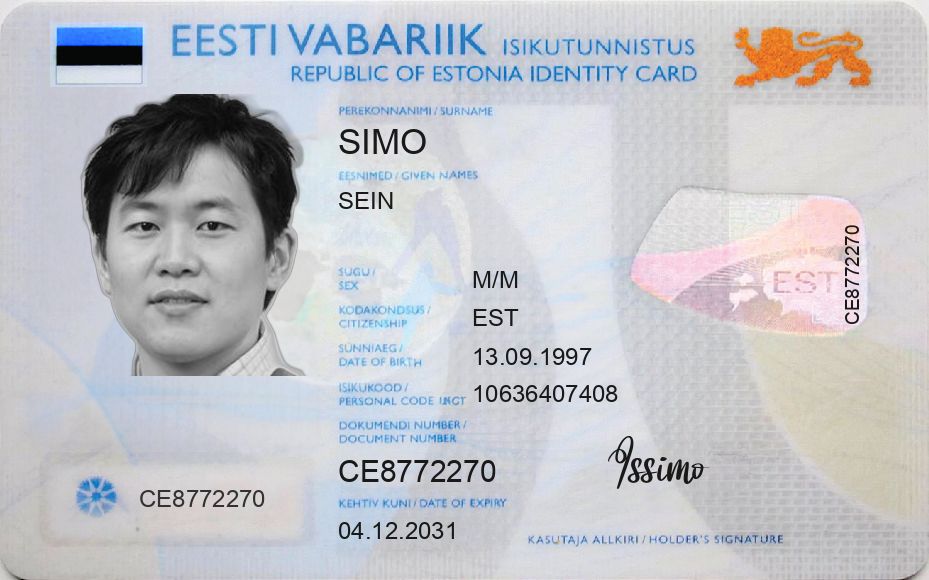 EESTI VABARIIK ISIKUTUNNISTUS
REPUBLIC OF ESTONIA IDENTITY CARD
PEREKONNANIMI / SURNAME
SIMO
EESNIMED / GIVEN NAMES
SEIN
SUGU /
SEX
M/M
KODAKONDSUS /
CITIZENSHIP
EST
SÜNNIAEG /
DATE OF BIRTH
13.09.1997
ISIKUKOOD /
PERSONAL CODE
10636407408
DOKUMENDI NUMBER /
DOCUMENT NUMBER
CE8772270
KEHTIV KUNI / DATE OF EXPIRY
04.12.2031
CE8772270
EST
CE8772270
Issimo
KASUTAJA ALLKIRI / HOLDER'S SIGNATURE